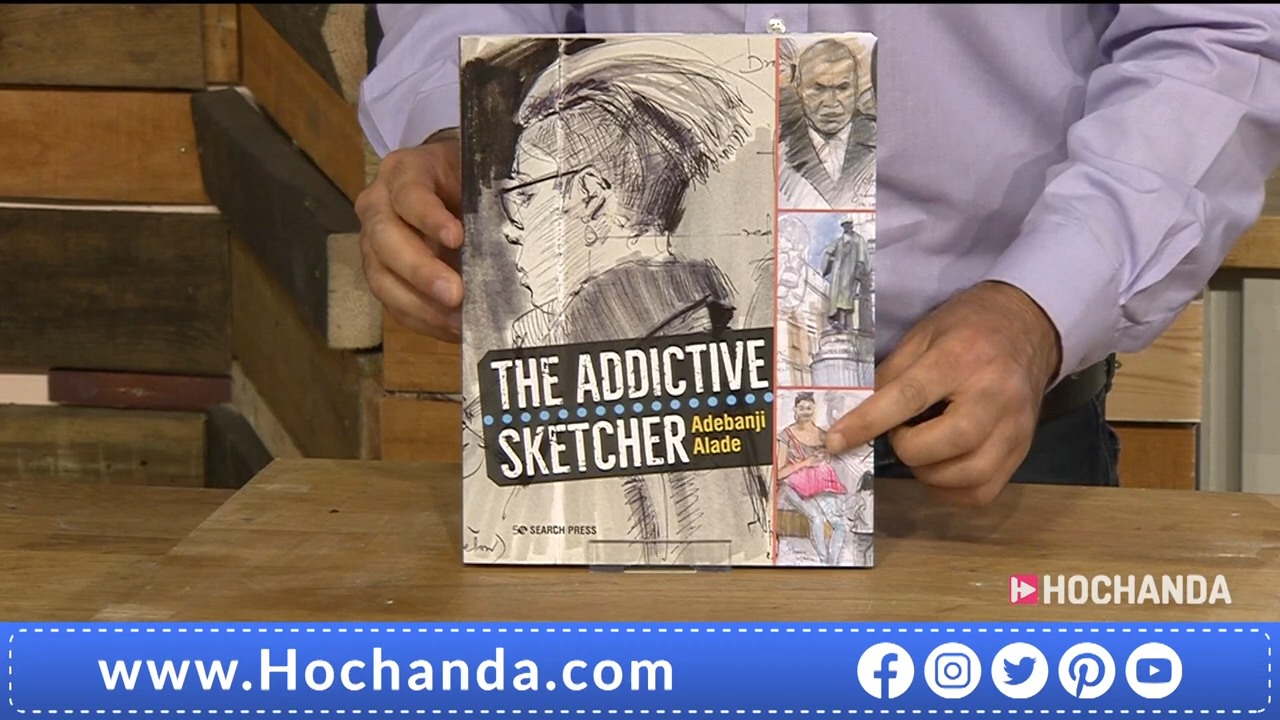 THE ADDICTIVE
SKETCHER
Adebanji
Alade
SEARCH PRESS
HOCHANDA
www.Hochanda.com